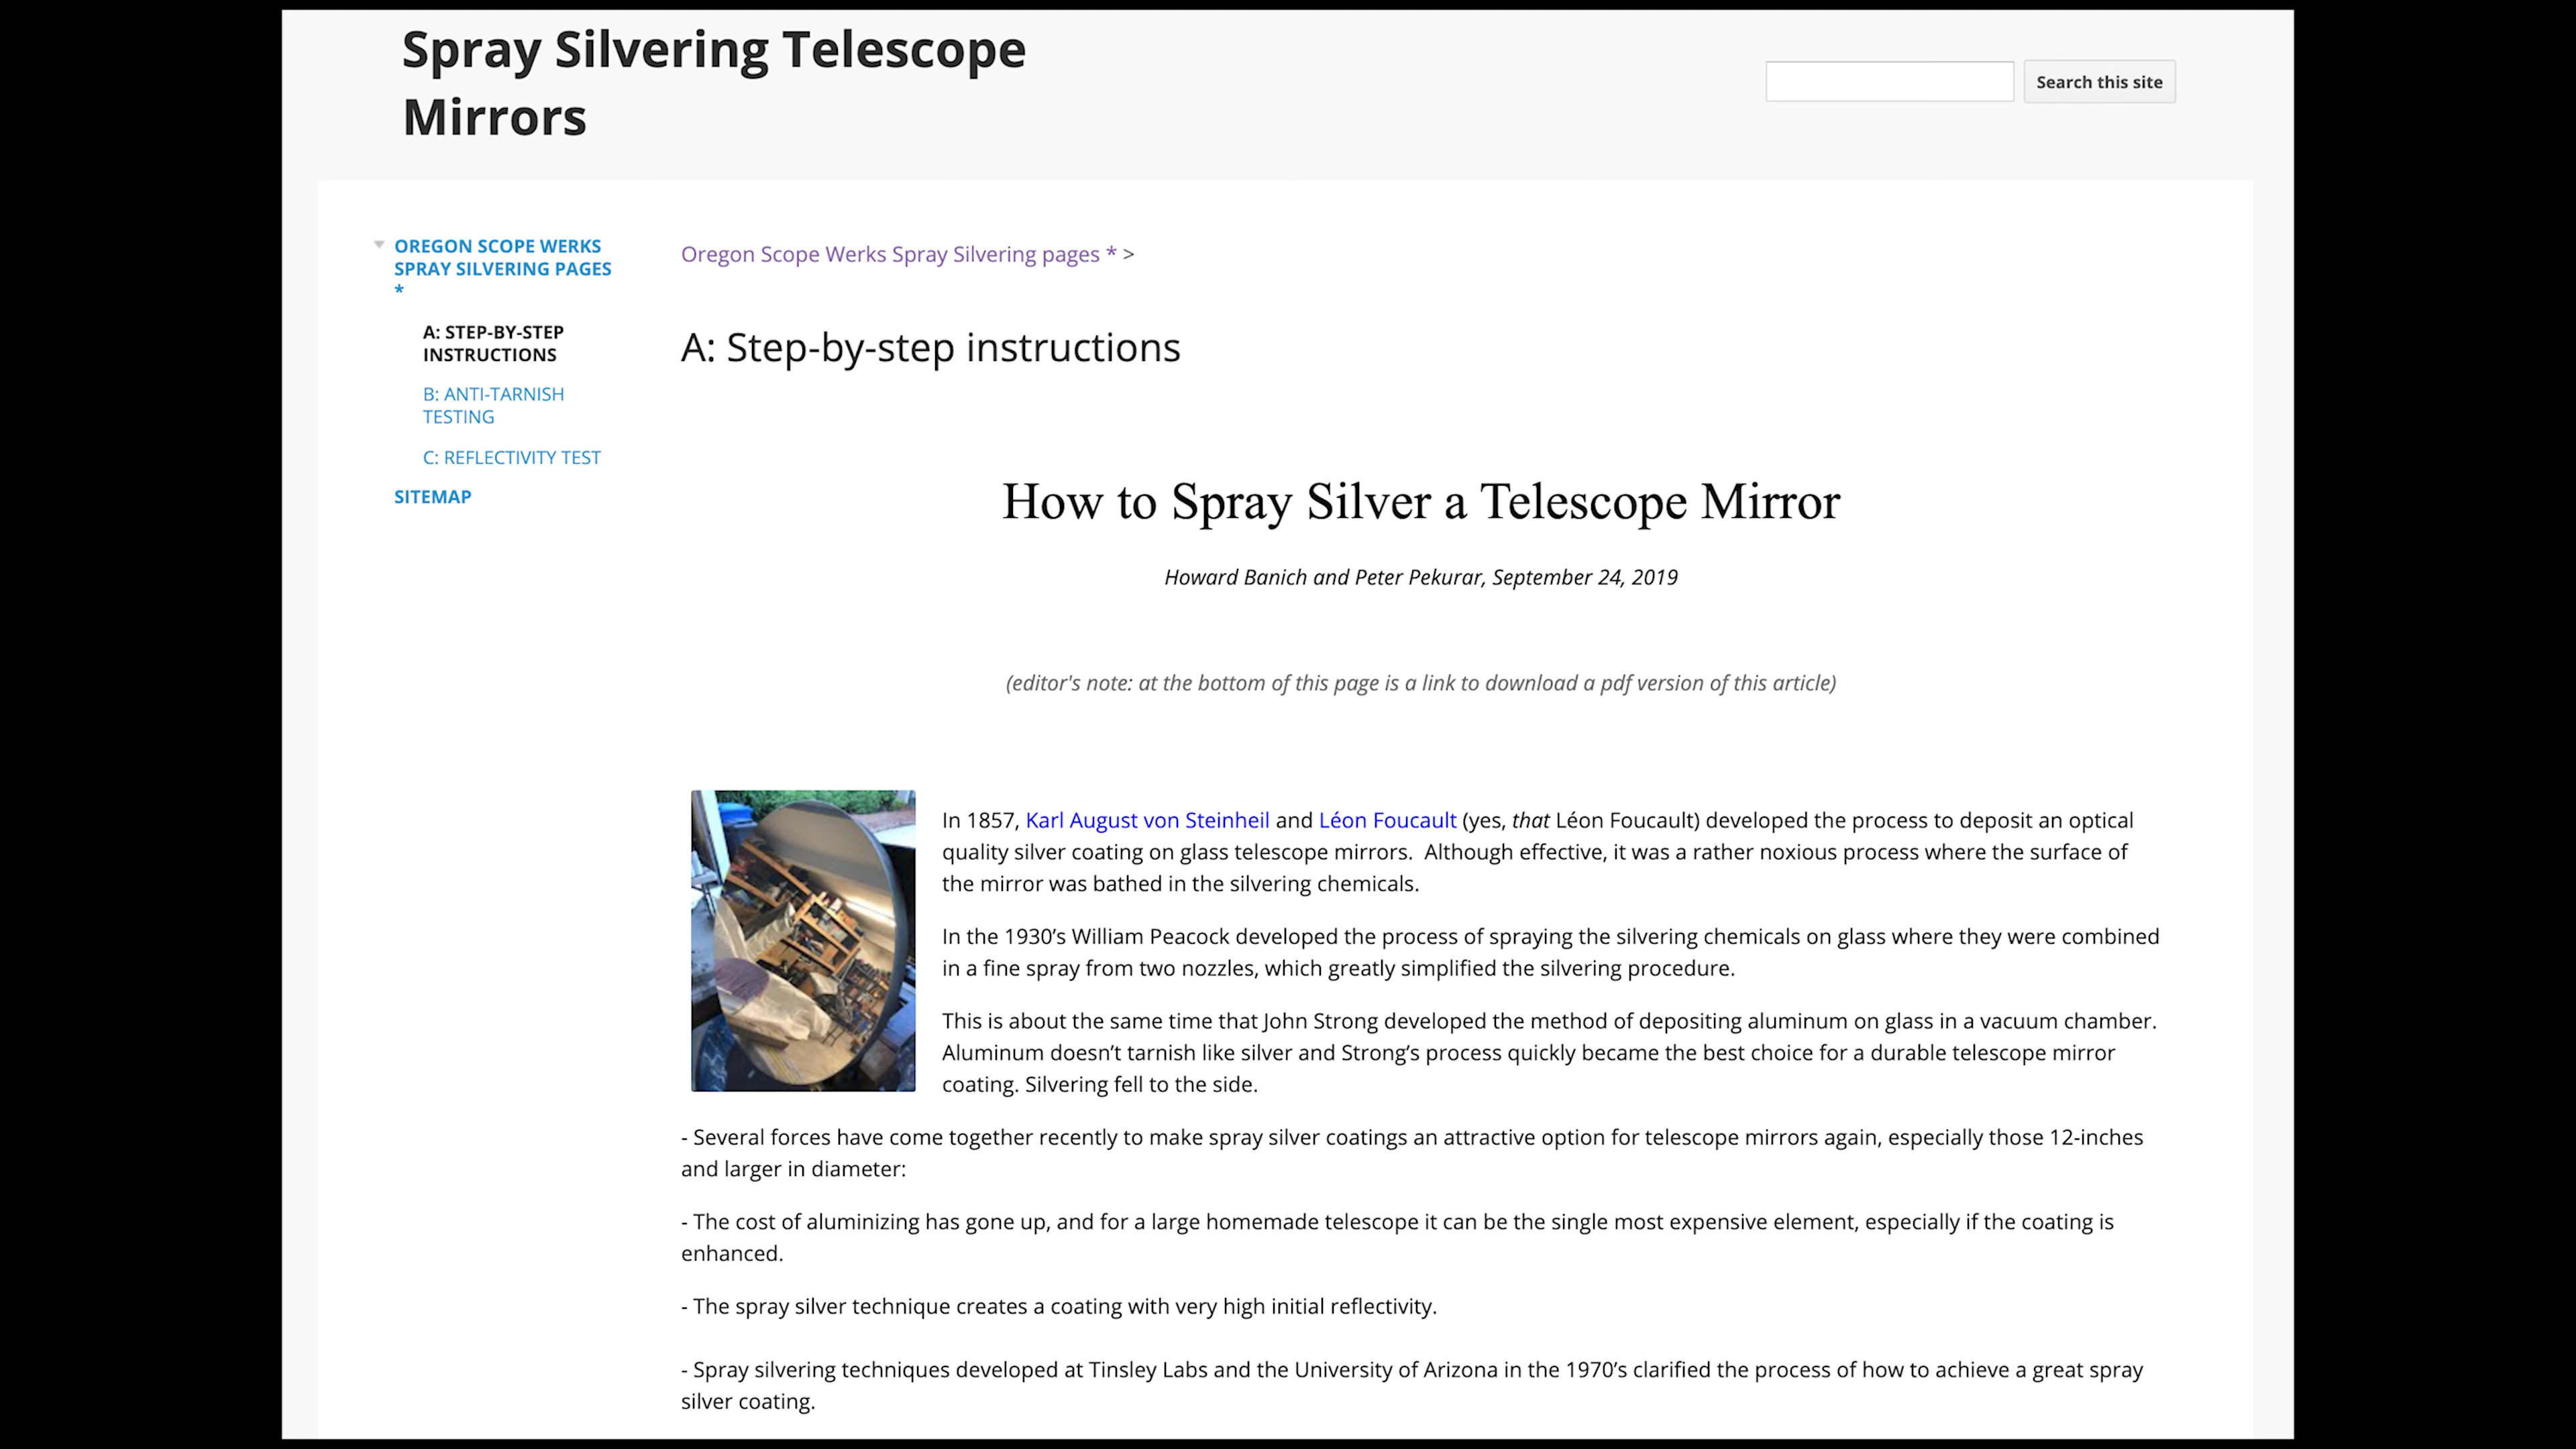 Spray Silvering Telescope
Mirrors
Search this site
OREGON SCOPE WERKS
SPRAY SILVERING PAGES
*
A: STEP-BY-STEP
INSTRUCTIONS
B: ANTI-TARNISH
TESTING
C: REFLECTIVITY TEST
SITEMAP
Oregon Scope Werks Spray Silvering pages * >
A: Step-by-step instructions
How to Spray Silver a Telescope Mirror
Howard Banich and Peter Pekurar, September 24, 2019
(editor's note: at the bottom of this page is a link to download a pdf version of this article)
In 1857, Karl August von Steinheil and Léon Foucault (yes, that Léon Foucault) developed the process to deposit an optical
quality silver coating on glass telescope mirrors.  Although effective, it was a rather noxious process where the surface of
the mirror was bathed in the silvering chemicals.
In the 1930’s William Peacock developed the process of spraying the silvering chemicals on glass where they were combined
in a fine spray from two nozzles, which greatly simplified the silvering procedure.
This is about the same time that John Strong developed the method of depositing aluminum on glass in a vacuum chamber.
Aluminum doesn’t tarnish like silver and Strong’s process quickly became the best choice for a durable telescope mirror
coating. Silvering fell to the side.
- Several forces have come together recently to make spray silver coatings an attractive option for telescope mirrors again, especially those 12-inches
and larger in diameter:
- The cost of aluminizing has gone up, and for a large homemade telescope it can be the single most expensive element, especially if the coating is
enhanced.
- The spray silver technique creates a coating with very high initial reflectivity.
- Spray silvering techniques developed at Tinsley Labs and the University of Arizona in the 1970’s clarified the process of how to achieve a great spray
silver coating.